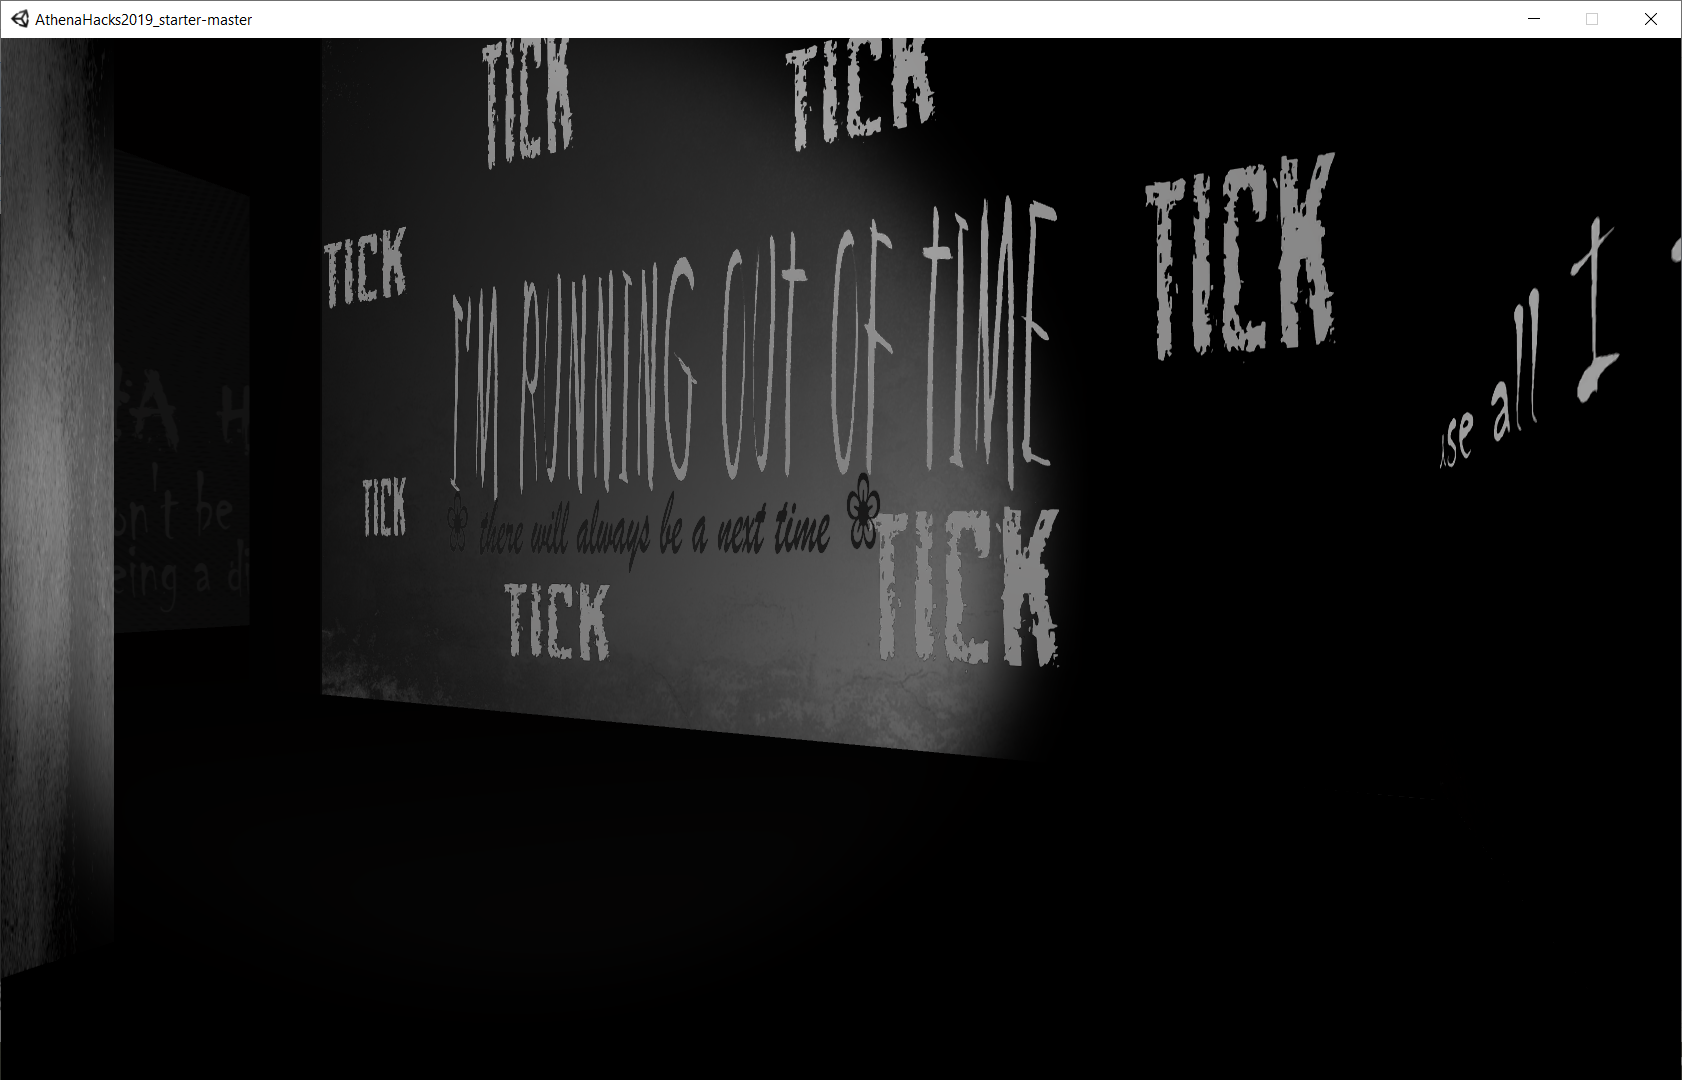 AthenaHacks2019_starter-master
TICK
TICK
TICK
TICK
I'M RUNNING OUT OF TIME
all I
TICK
there will always be a next time
TICK
TICK
be
a